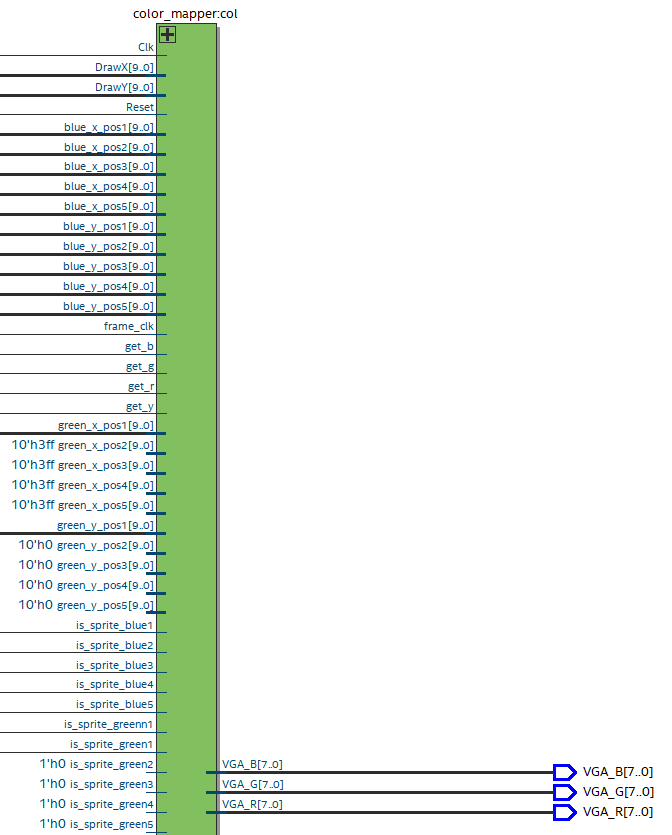 color_mapper:col
Clk
DrawX[9..0]
DrawY[9..0]
Reset
blue_x_pos1[9..0]
blue_x_pos2[9..0]
blue_x_pos3[9..0]
blue_x_pos4[9..0]
blue_x_pos5[9..0]
blue_y_pos1[9..0]
blue_y_pos2[9..0]
blue_y_pos3[9..0]
blue_y_pos4[9..0]
blue_y_pos5[9..0]
frame_clk
get_b
get_g
get_r
get_y
green_x_pos1[9..0]
10'h3ff green_x_pos2[9..0]
10'h3ff green_x_pos3[9..0]
10'h3ff green_x_pos4[9..0]
10'h3ff green_x_pos5[9..0]
green_y_pos1[9..0]
10'h0 green_y_pos2[9..0]
10'h0 green_y_pos3[9..0]
10'h0 green_y_pos4[9..0]
10'h0 green_y_pos5[9..0]
is_sprite_blue1
is_sprite_blue2
is_sprite_blue3
is_sprite_blue4
is_sprite_blue5
is_sprite_greenn1
is_sprite_green1
1'h0 is_sprite_green2 VGA_B[7..0] VGA_B[7..0]
1'h0 is_sprite_green3 VGA_G[7..0] VGA_G[7..0]
1'h0 is_sprite_green4 VGA_R[7..0] VGA_R[7..0]
1'h0 is_sprite_green5